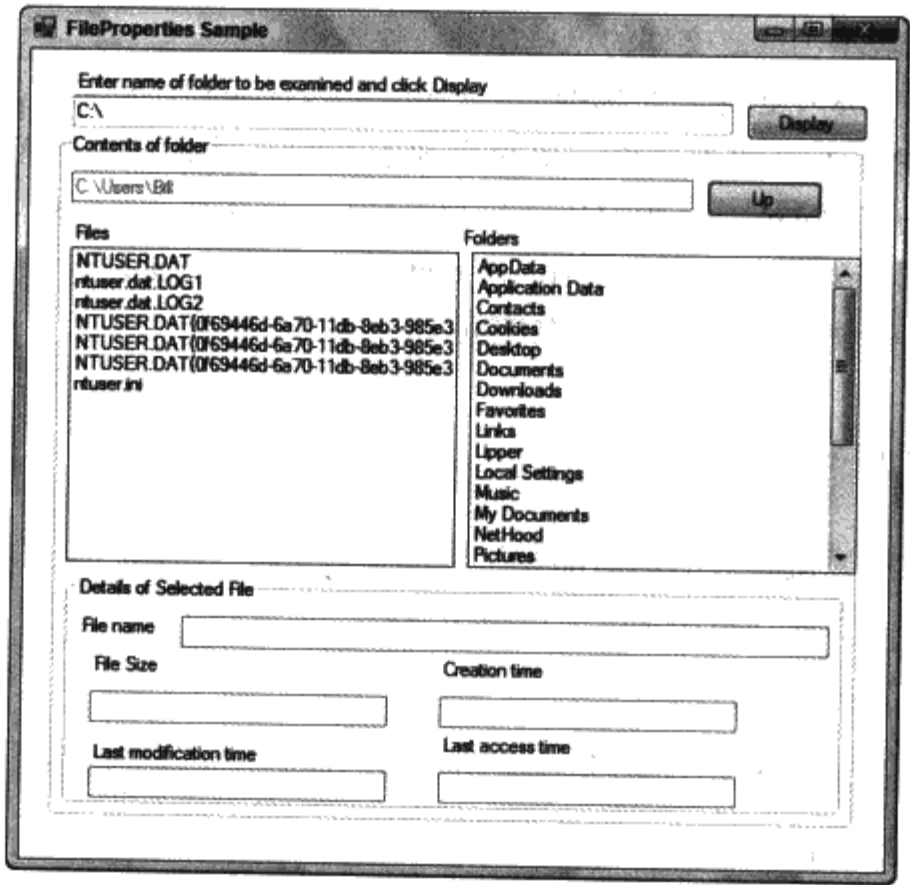 FileProperties Sample
Enter name of folder to be examined and click Display
C:\
Display
Contents of folder
C:\Users\Bill
Up
Files
Folders
NTUSER.DAT
ntuser.dat.LOG1
ntuser.dat.LOG2
NTUSER.DAT{0f69446d-6a70-11db-8eb3-985e3
NTUSER.DAT{0f69446d-6a70-11db-8eb3-985e3
NTUSER.DAT{0f69446d-6a70-11db-8eb3-985e3
ntuser.ini
AppData
Application Data
Contacts
Cookies
Desktop
Documents
Downloads
Favorites
Links
Lipper
Local Settings
Music
My Documents
NetHood
Pictures
Details of Selected File
File name
File Size
Creation time
Last modification time
Last access time